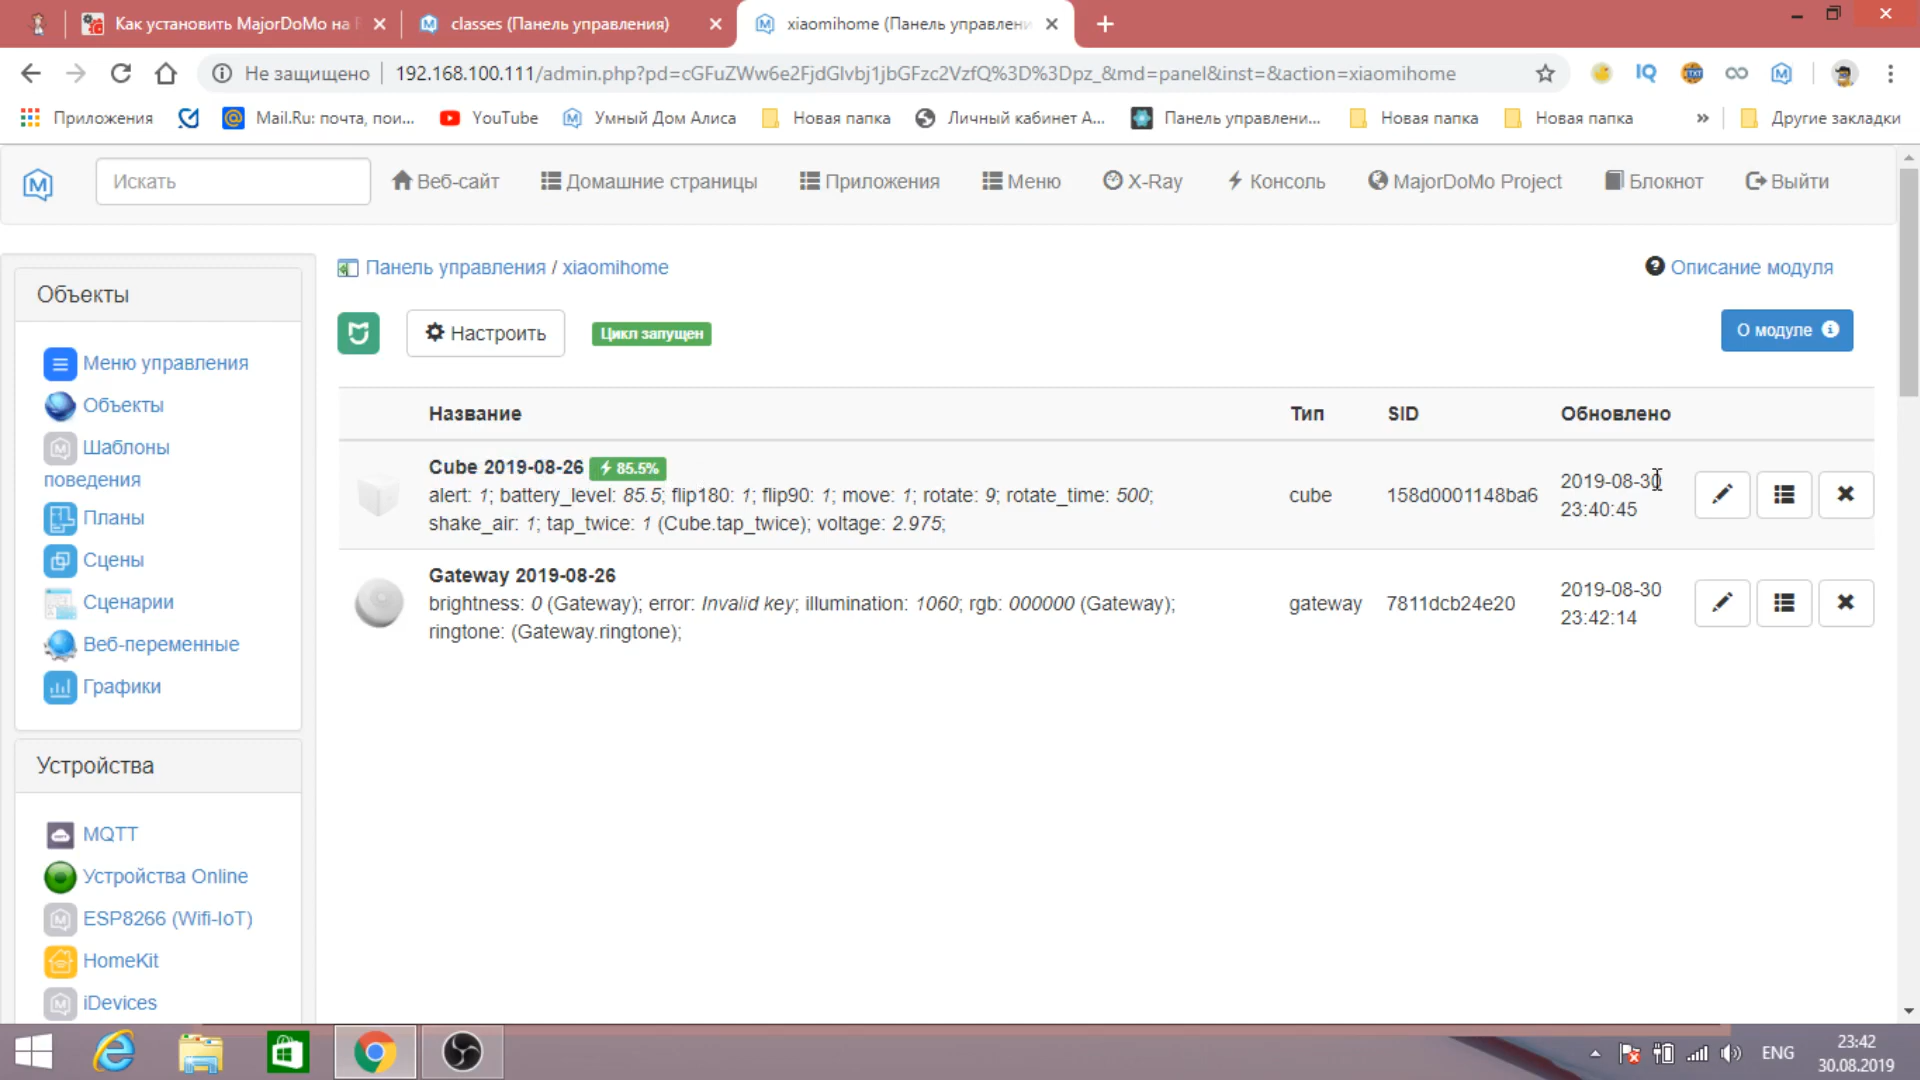 Как установить MajorDoMo на
classes (Панель управления)
xiaomihome (Панель управлени
Не защищено
192.168.100.111/admin.php?pd=cGFuZWw6e2FjdGlvbj1jbGFzc2VzfQ%3D%3Dpz_&md=panel&inst=&action=xiaomihome
IQ
TXT
Приложения
Mail.Ru: почта, пои...
YouTube
Умный Дом Алиса
Новая папка
Личный кабинет А...
Панель управлени...
Новая папка
Новая папка
»
Другие закладки
Искать
Веб-сайт
Домашние страницы
Приложения
Меню
X-Ray
Консоль
MajorDoMo Project
Блокнот
Выйти
Объекты
Меню управления
Объекты
Шаблоны
поведения
Планы
Сцены
Сценарии
Веб-переменные
Графики
Устройства
MQTT
Устройства Online
ESP8266 (Wifi-IoT)
HomeKit
iDevices
Панель управления / xiaomihome
Описание модуля
Настроить
Цикл запущен
О модуле
Название
Тип
SID
Обновлено
Cube 2019-08-26
85.5%
alert: 1; battery_level: 85.5; flip180: 1; flip90: 1; move: 1; rotate: 9; rotate_time: 500;
shake_air: 1; tap_twice: 1 (Cube.tap_twice); voltage: 2.975;
cube
158d0001148ba6
2019-08-30
23:40:45
Gateway 2019-08-26
brightness: 0 (Gateway); error: Invalid key; illumination: 1060; rgb: 000000 (Gateway);
ringtone: (Gateway.ringtone);
gateway
7811dcb24e20
2019-08-30
23:42:14
ENG
23:42
30.08.2019